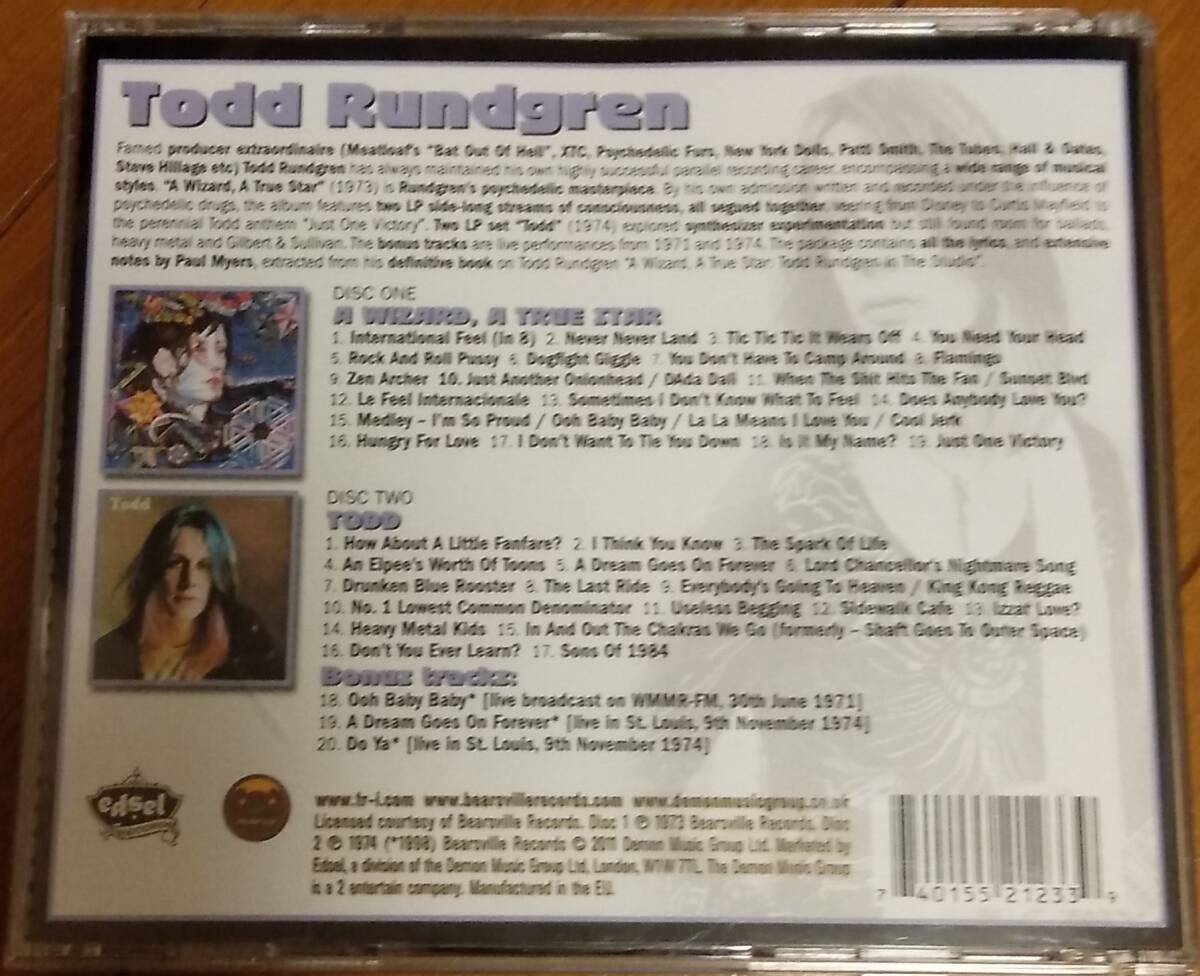 Todd Rundgren
Famed producer extraordinaire (Meatloaf's "Bat Out Of Hell", XTC, Psychedelic Furs, New York Dolls, Patti Smith, The Tubes, Hall & Oates,
Steve Hillage etc) Todd Rundgren has always maintained his own highly successful parallel recording career, encompassing a wide range of musical
styles. "A Wizard, A True Star" (1973) is Rundgren's psychedelic masterpiece. By his own admission written and recorded under the influence of
psychedelic drugs, the album features two LP side-long streams of consciousness, all segued together, veering from Disney to Curtis Mayfield to
the perennial Todd anthem "Just One Victory". Two LP set "Todd" (1974) explored synthesizer experimentation but still found room for ballads,
heavy metal and Gilbert & Sullivan. The bonus tracks are live performances from 1971 and 1974. The package contains all the lyrics, and extensive
notes by Paul Myers, extracted from his definitive book on Todd Rundgren "A Wizard, A True Star: Todd Rundgren in The Studio".
DISC ONE
A WIZARD, A TRUE STAR
1. International Feel (in 8) 2. Never Never Land 3. Tic Tic Tic It Wears Off 4. You Need Your Head
5. Rock And Roll Pussy 6. Dogfight Giggle 7. You Don't Have To Camp Around 8. Flamingo
9. Zen Archer 10. Just Another Onionhead / DAda Dali 11. When The Shit Hits The Fan / Sunset Blvd
12. Le Feel Internacionale 13. Sometimes I Don't Know What To Feel 14. Does Anybody Love You?
15. Medley – I'm So Proud / Ooh Baby Baby / La La Means I Love You / Cool Jerk
16. Hungry For Love 17. I Don't Want To Tie You Down 18. Is It My Name? 19. Just One Victory
Todd
DISC TWO
TODD
1. How About A Little Fanfare? 2. I Think You Know 3. The Spark Of Life
4. An Elpee's Worth Of Toons 5. A Dream Goes On Forever 6. Lord Chancellor's Nightmare Song
7. Drunken Blue Rooster 8. The Last Ride 9. Everybody's Going To Heaven / King Kong Reggae
10. No. 1 Lowest Common Denominator 11. Useless Begging 12. Sidewalk Cafe 13. Izzat Love?
14. Heavy Metal Kids 15. In And Out The Chakras We Go (formerly – Shaft Goes To Outer Space)
16. Don't You Ever Learn? 17. Sons Of 1984
Bonus tracks:
18. Ooh Baby Baby* [live broadcast on WMMR-FM, 30th June 1971]
19. A Dream Goes On Forever* [live in St. Louis, 9th November 1974]
20. Do Ya* [live in St. Louis, 9th November 1974]
edsel
www.tr-i.com www.bearsvillerecords.com www.demonmusicgroup.co.uk
Licensed courtesy of Bearsville Records. Disc 1 ℗ 1973 Bearsville Records. Disc
2 ℗ 1974 (*1998) Bearsville Records © 2011 Demon Music Group Ltd. Marketed by
Edsel, a division of the Demon Music Group Ltd, London, W1W 7TL. The Demon Music Group
is a 2 entertain company. Manufactured in the EU.
7 40155 21233 9